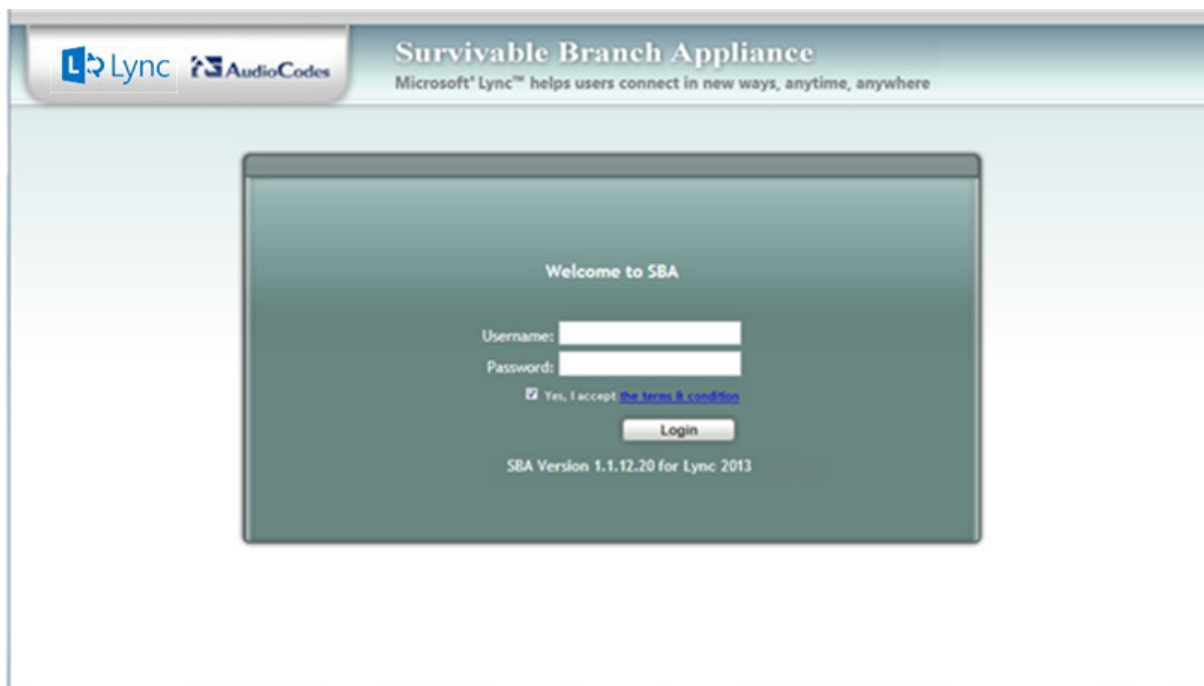 Lync AudioCodes
Survivable Branch Appliance
Microsoft® Lync™ helps users connect in new ways, anytime, anywhere
Welcome to SBA
Username:
Password:
Yes, I accept the terms & condition
Login
SBA Version 1.1.12.20 for Lync 2013